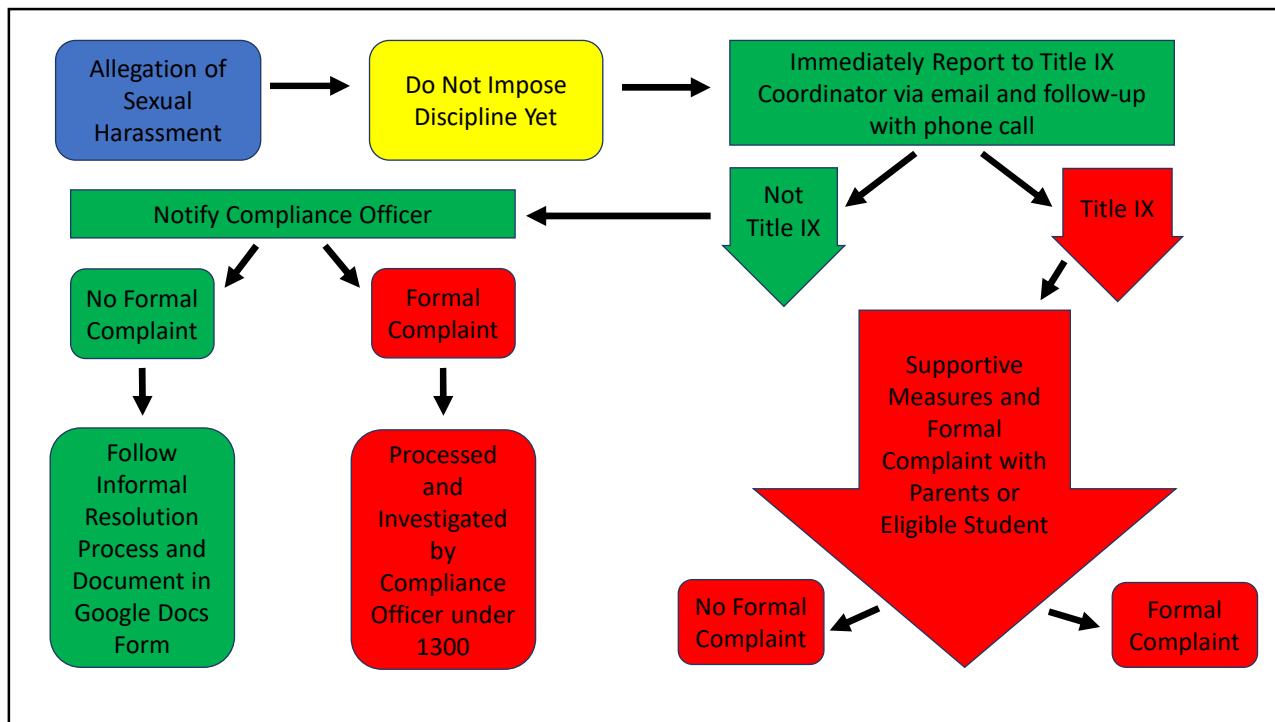 Allegation of
Sexual
Harassment
Do Not Impose
Discipline Yet
Immediately Report to Title IX
Coordinator via email and follow-up
with phone call
Not
Title IX
Title IX
Notify Compliance Officer
No Formal
Complaint
Formal
Complaint
Follow
Informal
Resolution
Process and
Document in
Google Docs
Form
Processed
and
Investigated
by
Compliance
Officer under
1300
Supportive
Measures and
Formal
Complaint with
Parents or
Eligible Student
No Formal
Complaint
Formal
Complaint